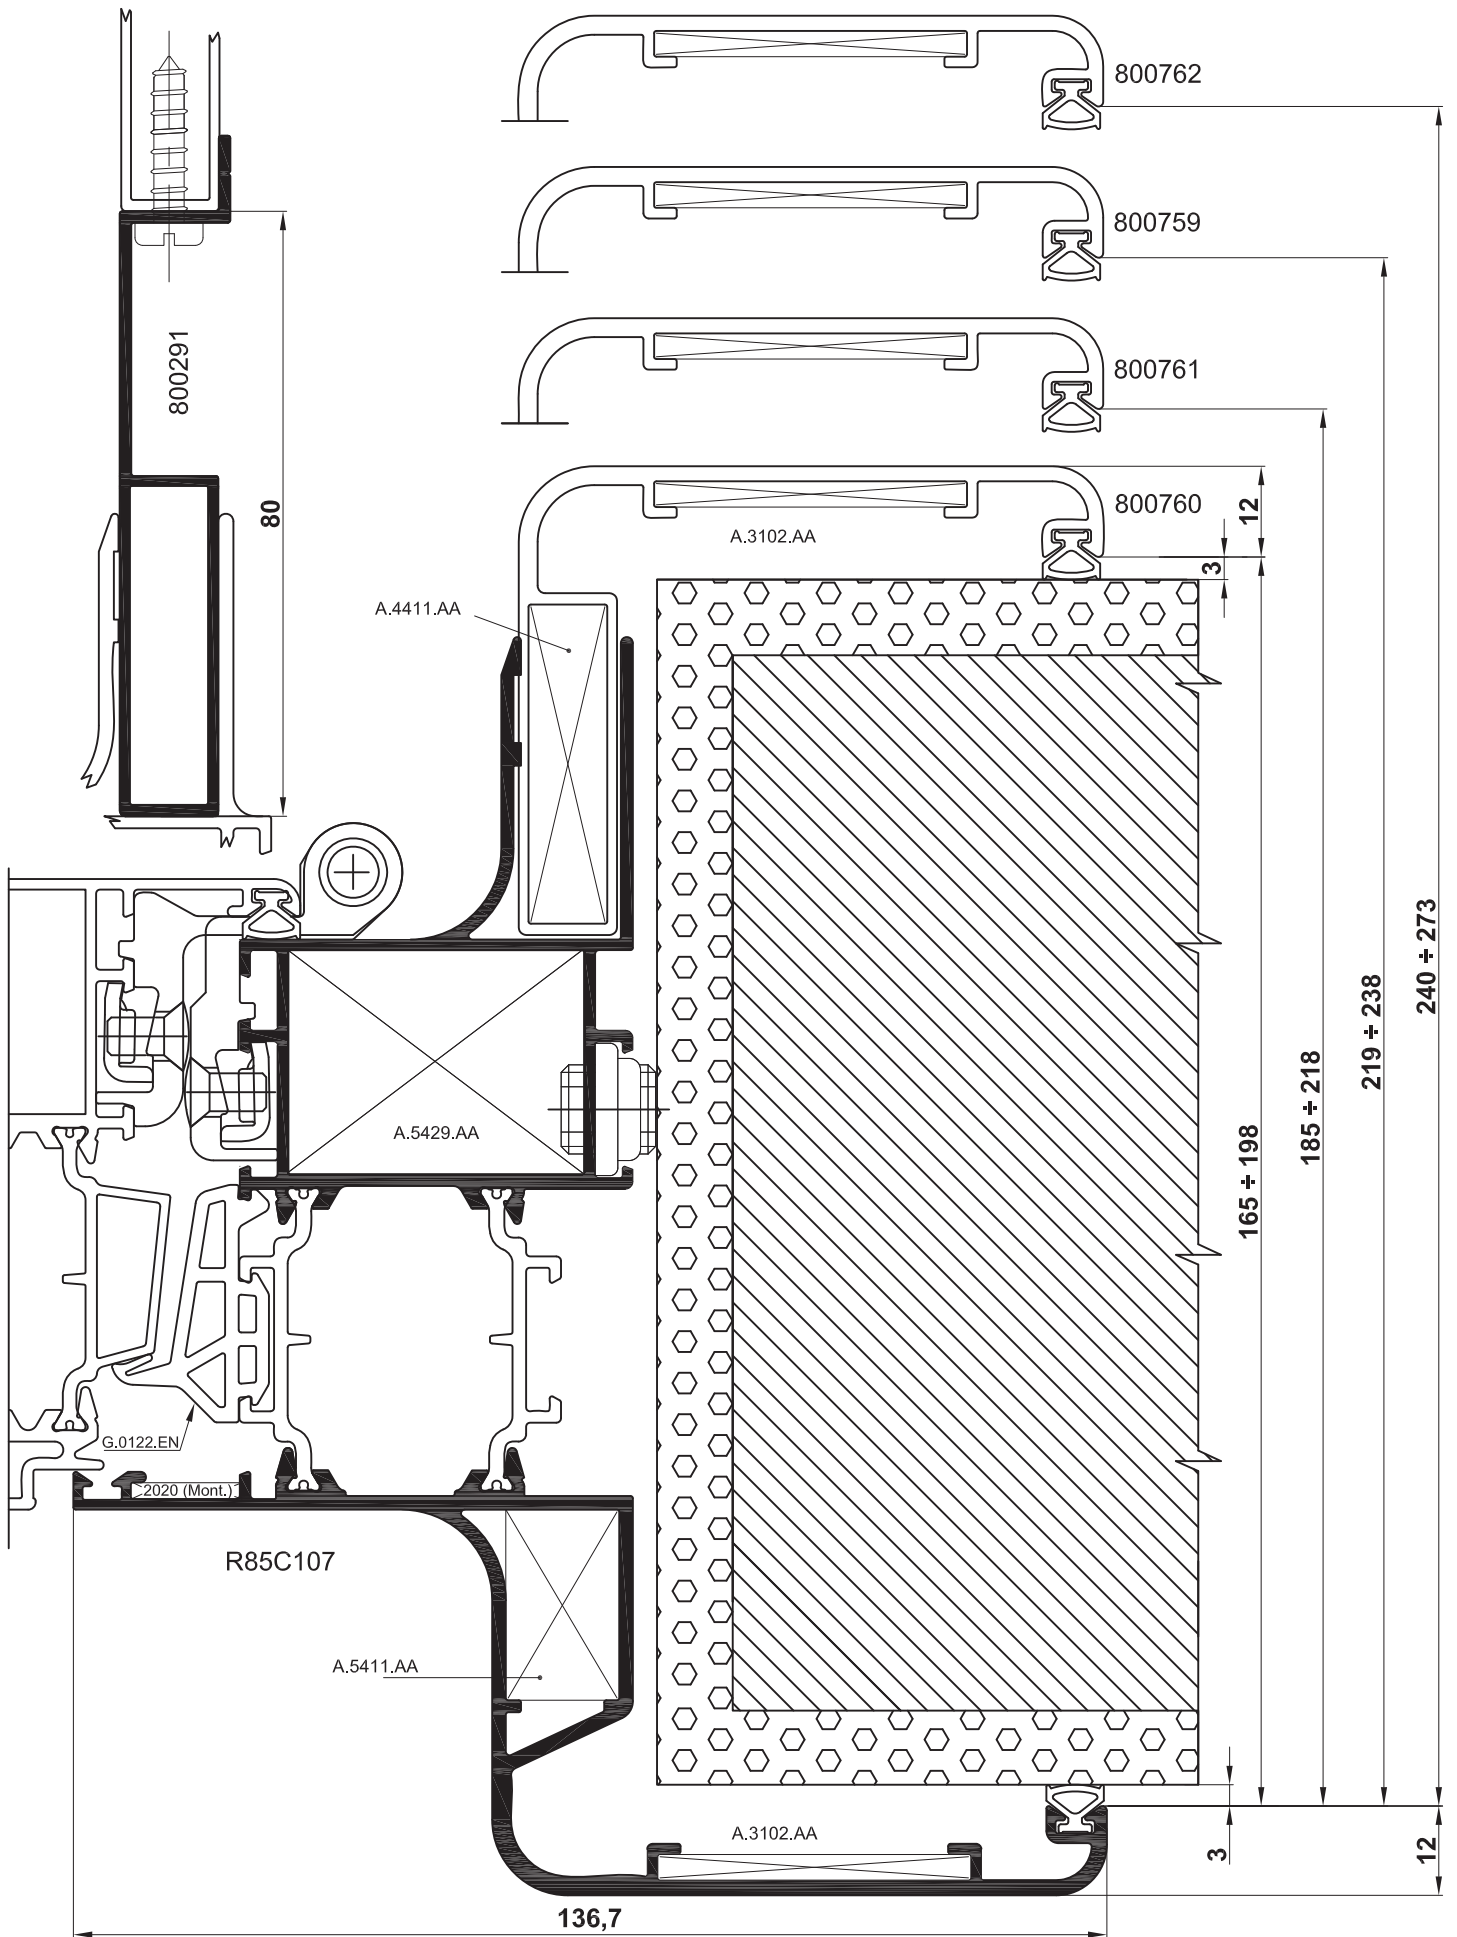 800762
800759
800761
800760
12
3
A.3102.AA
A.4411.AA
800291
80
A.5429.AA
G.0122.EN
2020 (Mont.)
R85C107
A.5411.AA
A.3102.AA
165 ÷ 198
185 ÷ 218
219 ÷ 238
240 ÷ 273
3
12
136,7